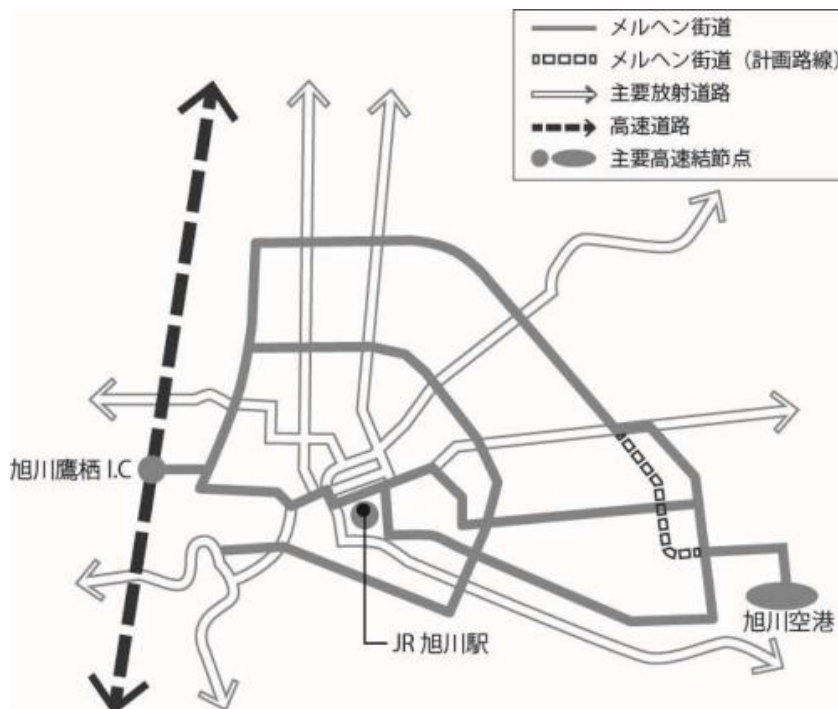 メルヘン街道
メルヘン街道（計画路線）
主要放射道路
高速道路
主要高速結節点
旭川鷹栖 I.C
旭川空港
JR 旭川駅